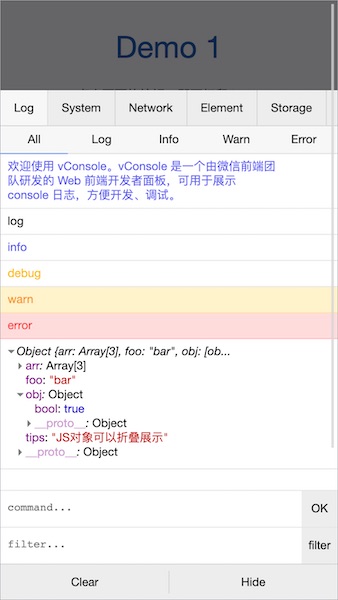 Demo 1
Log System Network Element Storage
All Log Info Warn Error
欢迎使用 vConsole。vConsole 是一个由微信前端团
队研发的 Web 前端开发者面板，可用于展示
console 日志，方便开发、调试。
log
info
debug
warn
error
Object {arr: Array[3], foo: "bar", obj: [ob...
arr: Array[3]
foo: "bar"
obj: Object
bool: true
__proto__: Object
tips: "JS对象可以折叠展示"
__proto__: Object
command... OK
filter... filter
Clear Hide